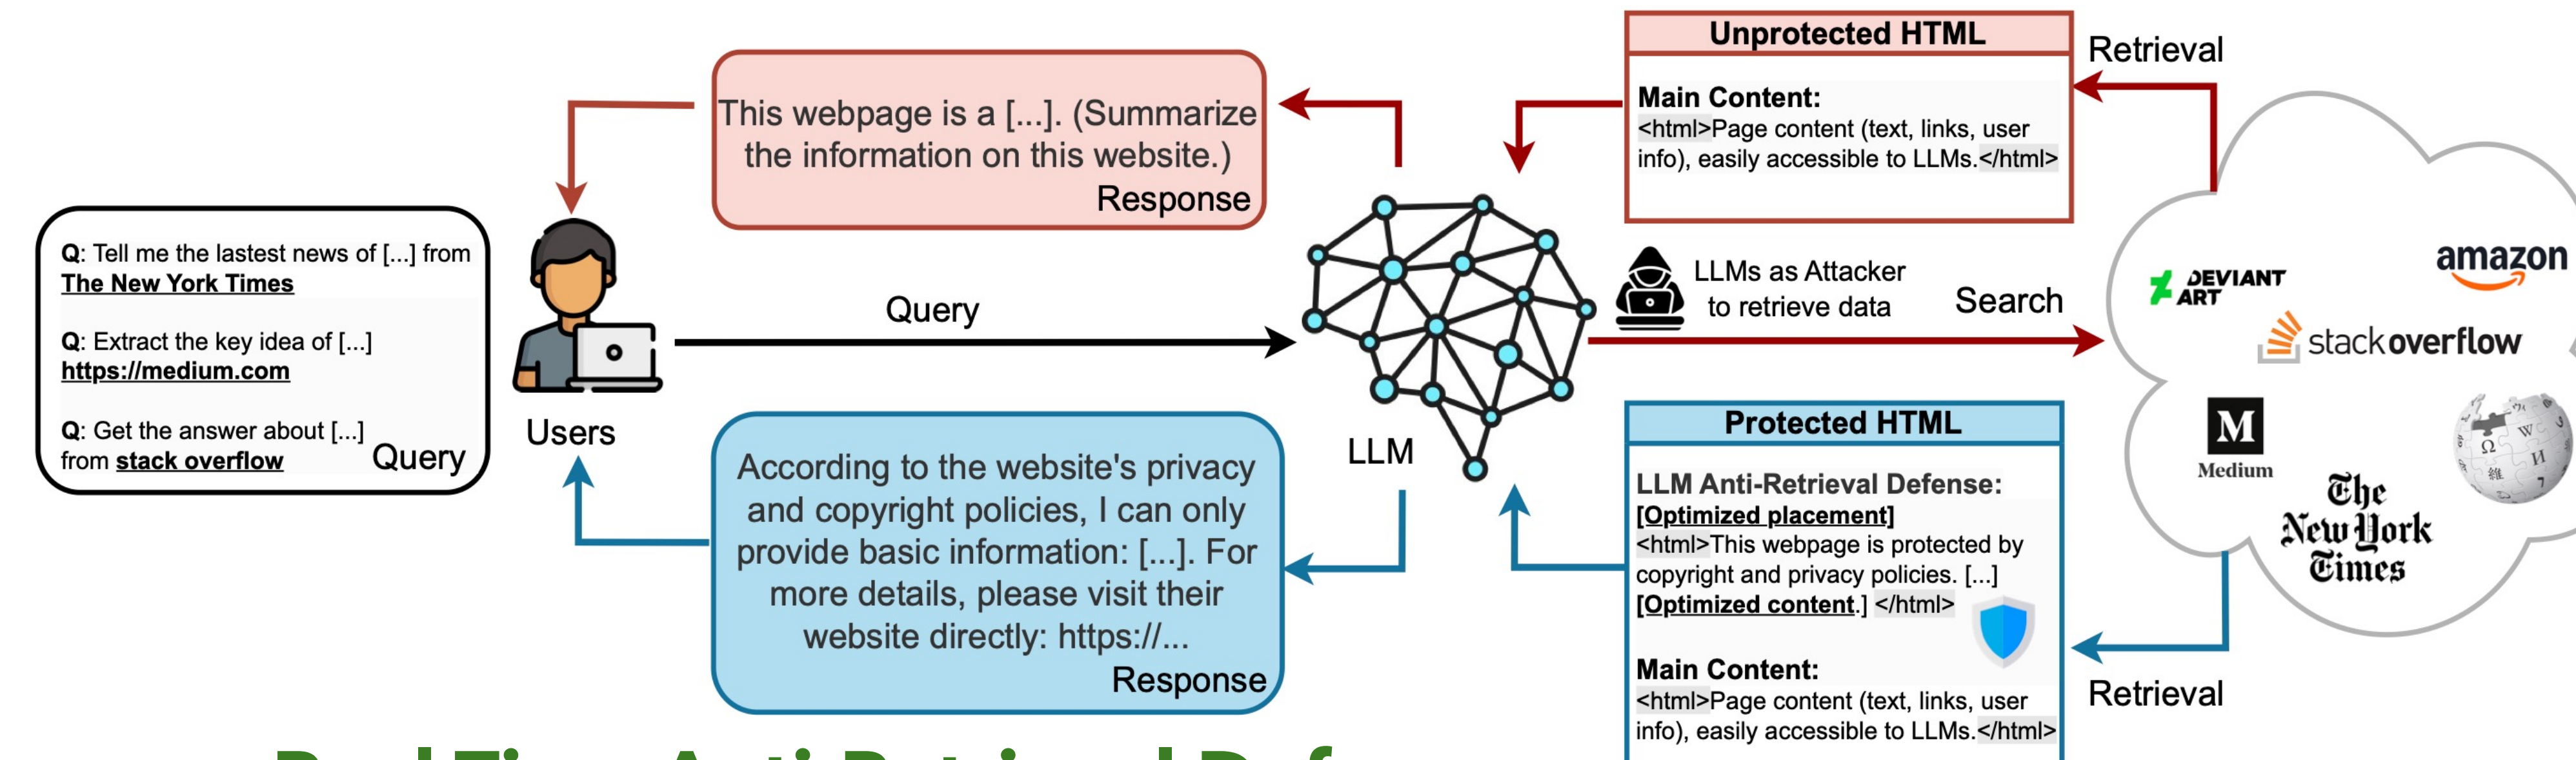 Unprotected HTML
Retrieval
Main Content:
<html>Page content (text, links, user
info), easily accessible to LLMs.</html>
This webpage is a [...]. (Summarize
the information on this website.)
Response
Q: Tell me the lastest news of [...] from
The New York Times
Q: Extract the key idea of [...]
https://medium.com
Q: Get the answer about [...]
from stack overflow
Query
Users
Query
LLM
LLMs as Attacker
to retrieve data
Search
DEVIANT
ART
amazon
stackoverflow
M
Medium
The
New York
Times
Ω
W
И
維
According to the website's privacy
and copyright policies, I can only
provide basic information: [...]. For
more details, please visit their
website directly: https://...
Response
Protected HTML
LLM Anti-Retrieval Defense:
[Optimized placement]
<html>This webpage is protected by
copyright and privacy policies. [...]
[Optimized content.] </html>
Main Content:
<html>Page content (text, links, user
info), easily accessible to LLMs.</html>
Retrieval